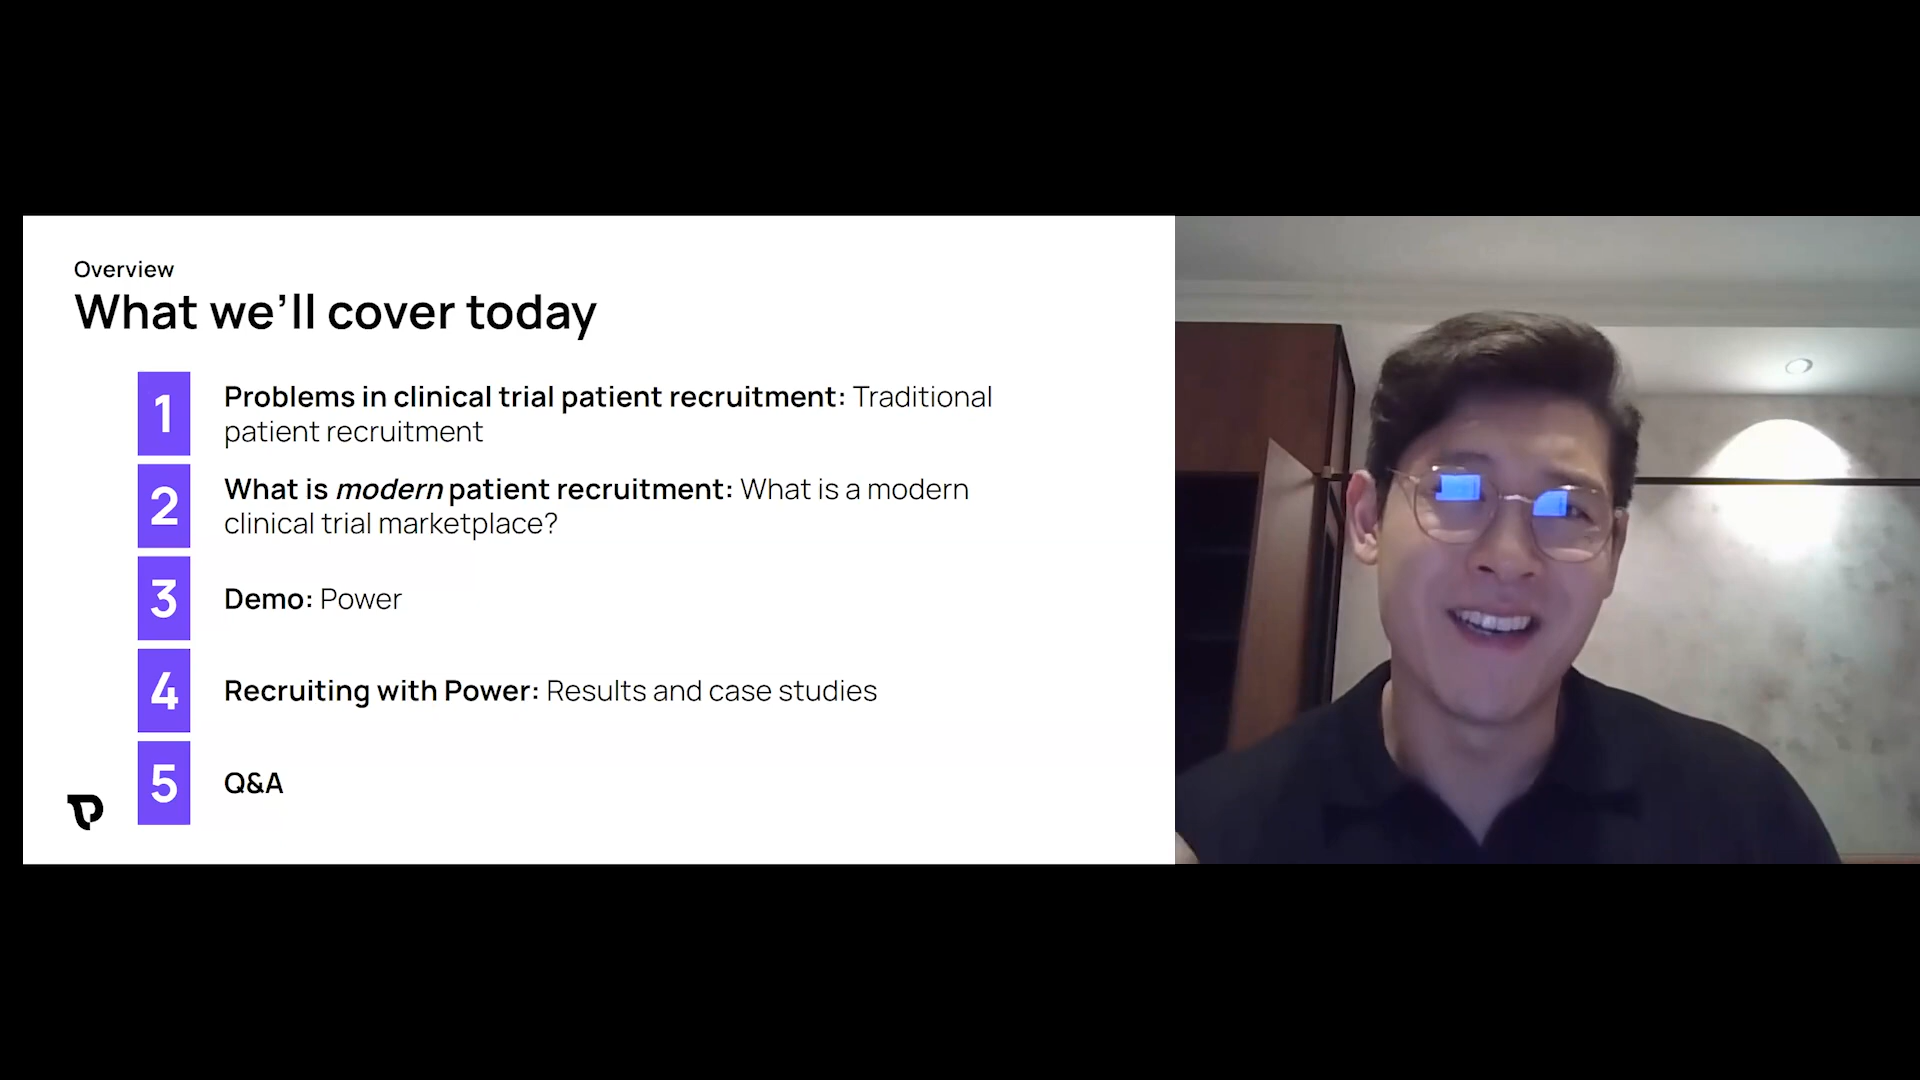 Overview
What we’ll cover today
1
Problems in clinical trial patient recruitment: Traditional
patient recruitment
2
What is modern patient recruitment: What is a modern
clinical trial marketplace?
3
Demo: Power
4
Recruiting with Power: Results and case studies
5
Q&A